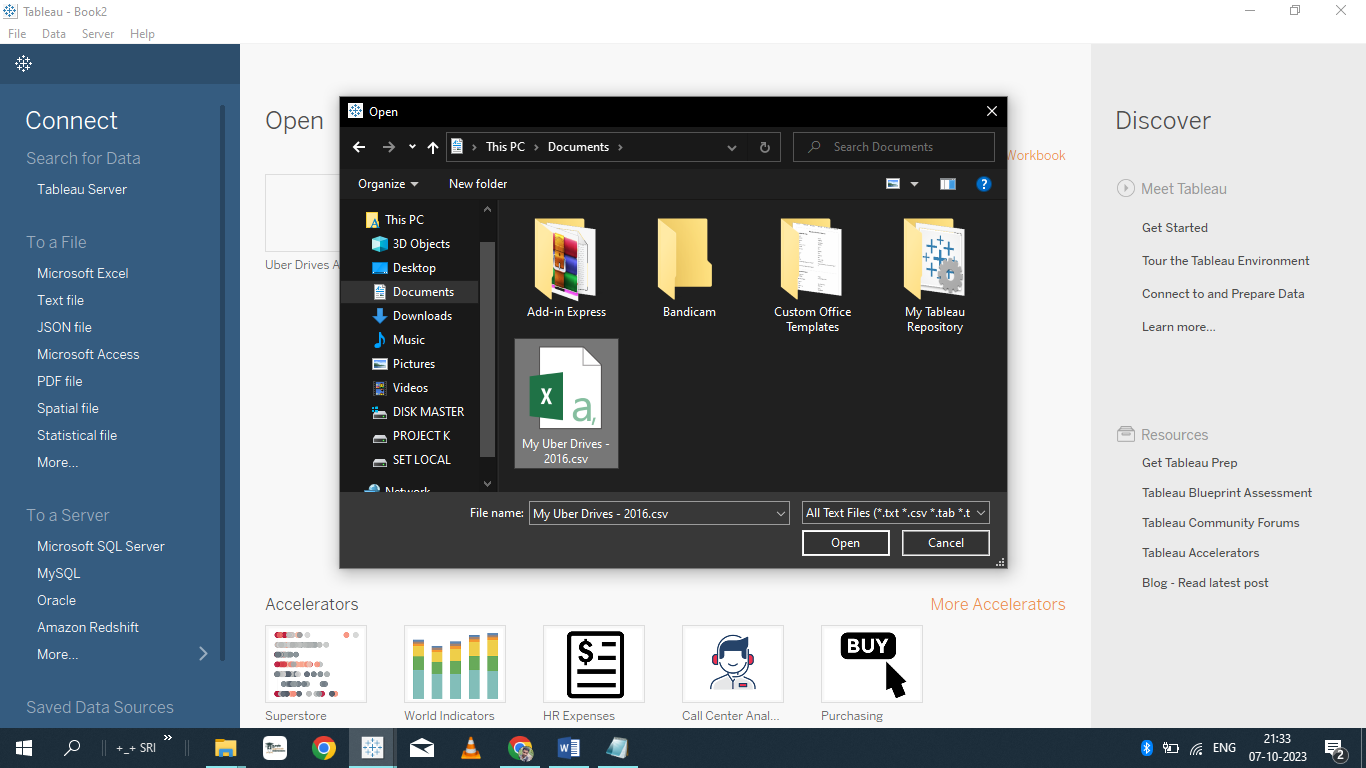 Tableau - Book2
File Data Server Help
Connect
Search for Data
Tableau Server
To a File
Microsoft Excel
Text file
JSON file
Microsoft Access
PDF file
Spatial file
Statistical file
More...
To a Server
Microsoft SQL Server
MySQL
Oracle
Amazon Redshift
More...
Saved Data Sources
Open
Workbook
Uber Drives A
Open
This PC Documents
Search Documents
Organize New folder
This PC
3D Objects
Desktop
Documents
Downloads
Music
Pictures
Videos
DISK MASTER
PROJECT K
SET LOCAL
Network
Add-in Express
Bandicam
Custom Office
Templates
My Tableau
Repository
X
a,
My Uber Drives -
2016.csv
File name: My Uber Drives - 2016.csv
All Text Files (*.txt *.csv *.tab *.t
Open Cancel
Accelerators
More Accelerators
$
BUY
Superstore
World Indicators
HR Expenses
Call Center Anal...
Purchasing
Discover
Meet Tableau
Get Started
Tour the Tableau Environment
Connect to and Prepare Data
Learn more...
Resources
Get Tableau Prep
Tableau Blueprint Assessment
Tableau Community Forums
Tableau Accelerators
Blog - Read latest post
+_+ SRI
ENG
21:33
07-10-2023
2